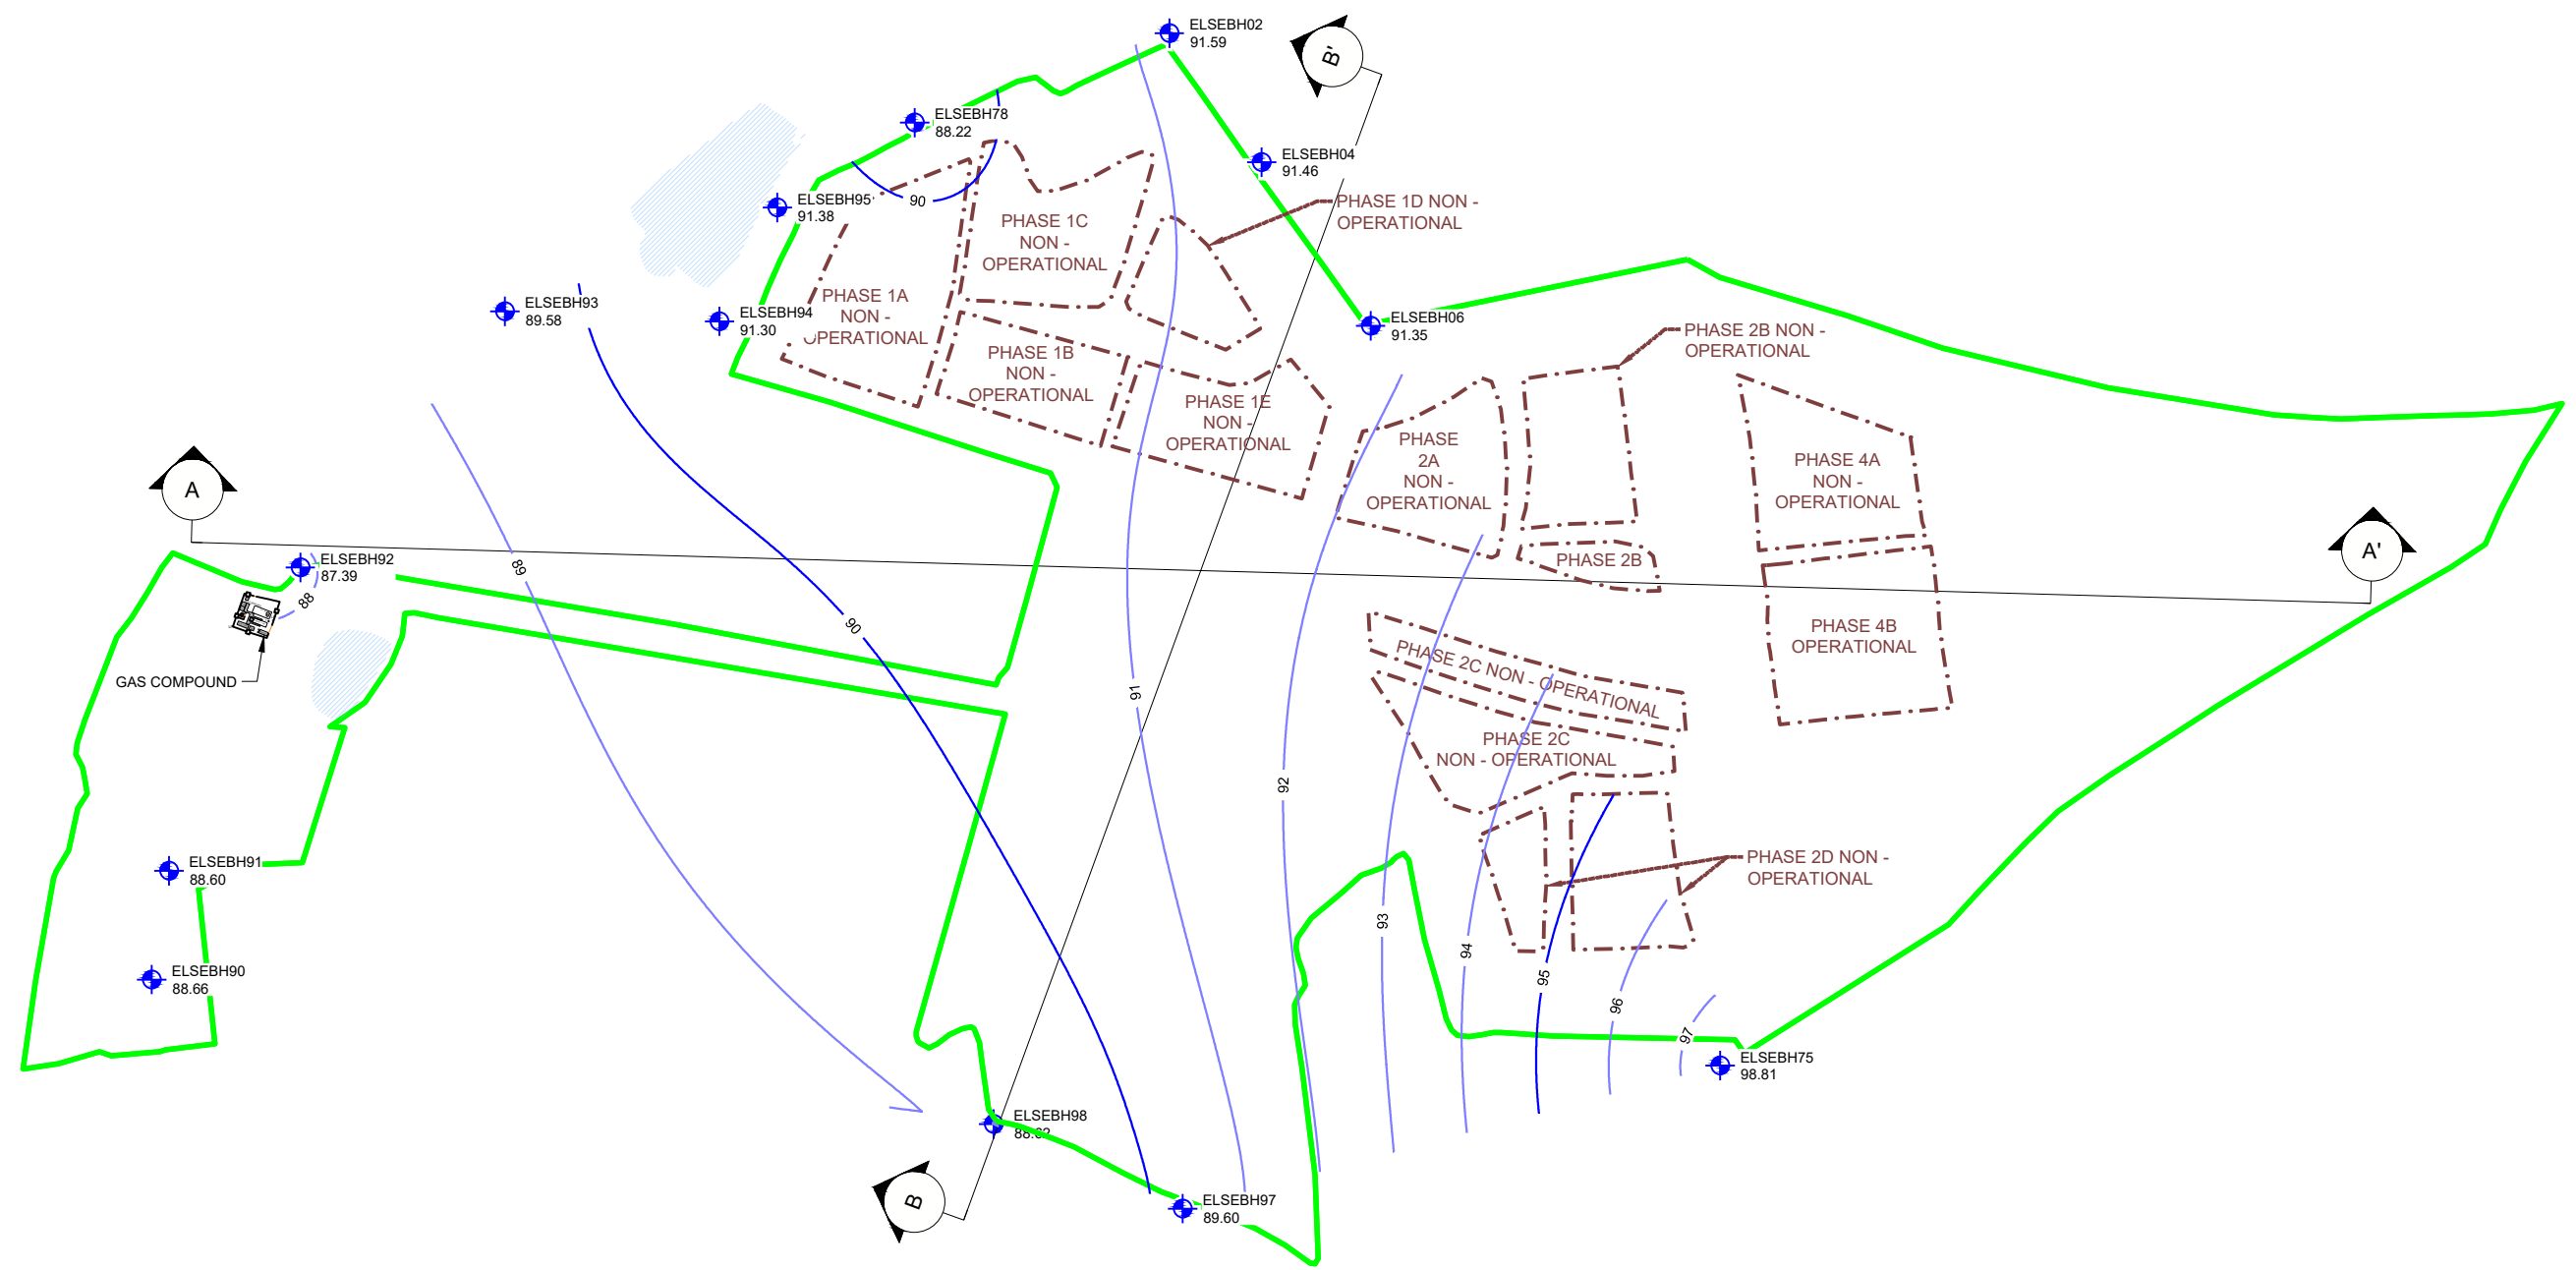 ELSEBH02
91.59
B'
ELSEBH78
88.22
ELSEBH04
91.46
ELSEBH95
91.38
90
PHASE 1D NON -
OPERATIONAL
PHASE 1C
NON -
OPERATIONAL
ELSEBH93
89.58
ELSEBH94
91.30
PHASE 1A
NON -
OPERATIONAL
ELSEBH06
91.35
PHASE 2B NON -
OPERATIONAL
PHASE 1B
NON -
OPERATIONAL
PHASE 1E
NON -
OPERATIONAL
PHASE
2A
NON -
OPERATIONAL
PHASE 4A
NON -
OPERATIONAL
A
A'
ELSEBH92
87.39
88
89
PHASE 2B
90
PHASE 4B
OPERATIONAL
GAS COMPOUND
PHASE 2C NON - OPERATIONAL
91
PHASE 2C
NON - OPERATIONAL
92
ELSEBH91
88.60
PHASE 2D NON -
OPERATIONAL
93
94
95
96
97
ELSEBH90
88.66
ELSEBH75
98.81
ELSEBH98
88.62
B
ELSEBH97
89.60